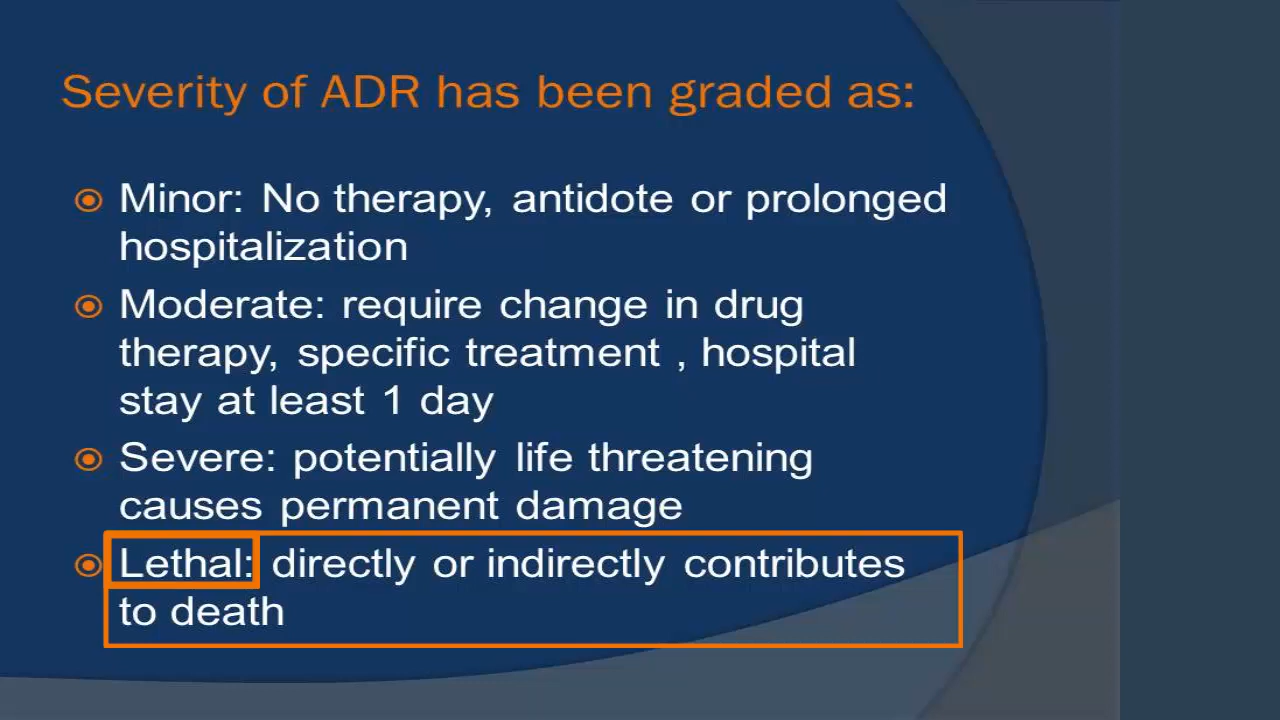 Severity of ADR has been graded as:
Minor: No therapy, antidote or prolonged
hospitalization
Moderate: require change in drug
therapy, specific treatment , hospital
stay at least 1 day
Severe: potentially life threatening
causes permanent damage
Lethal: directly or indirectly contributes
to death